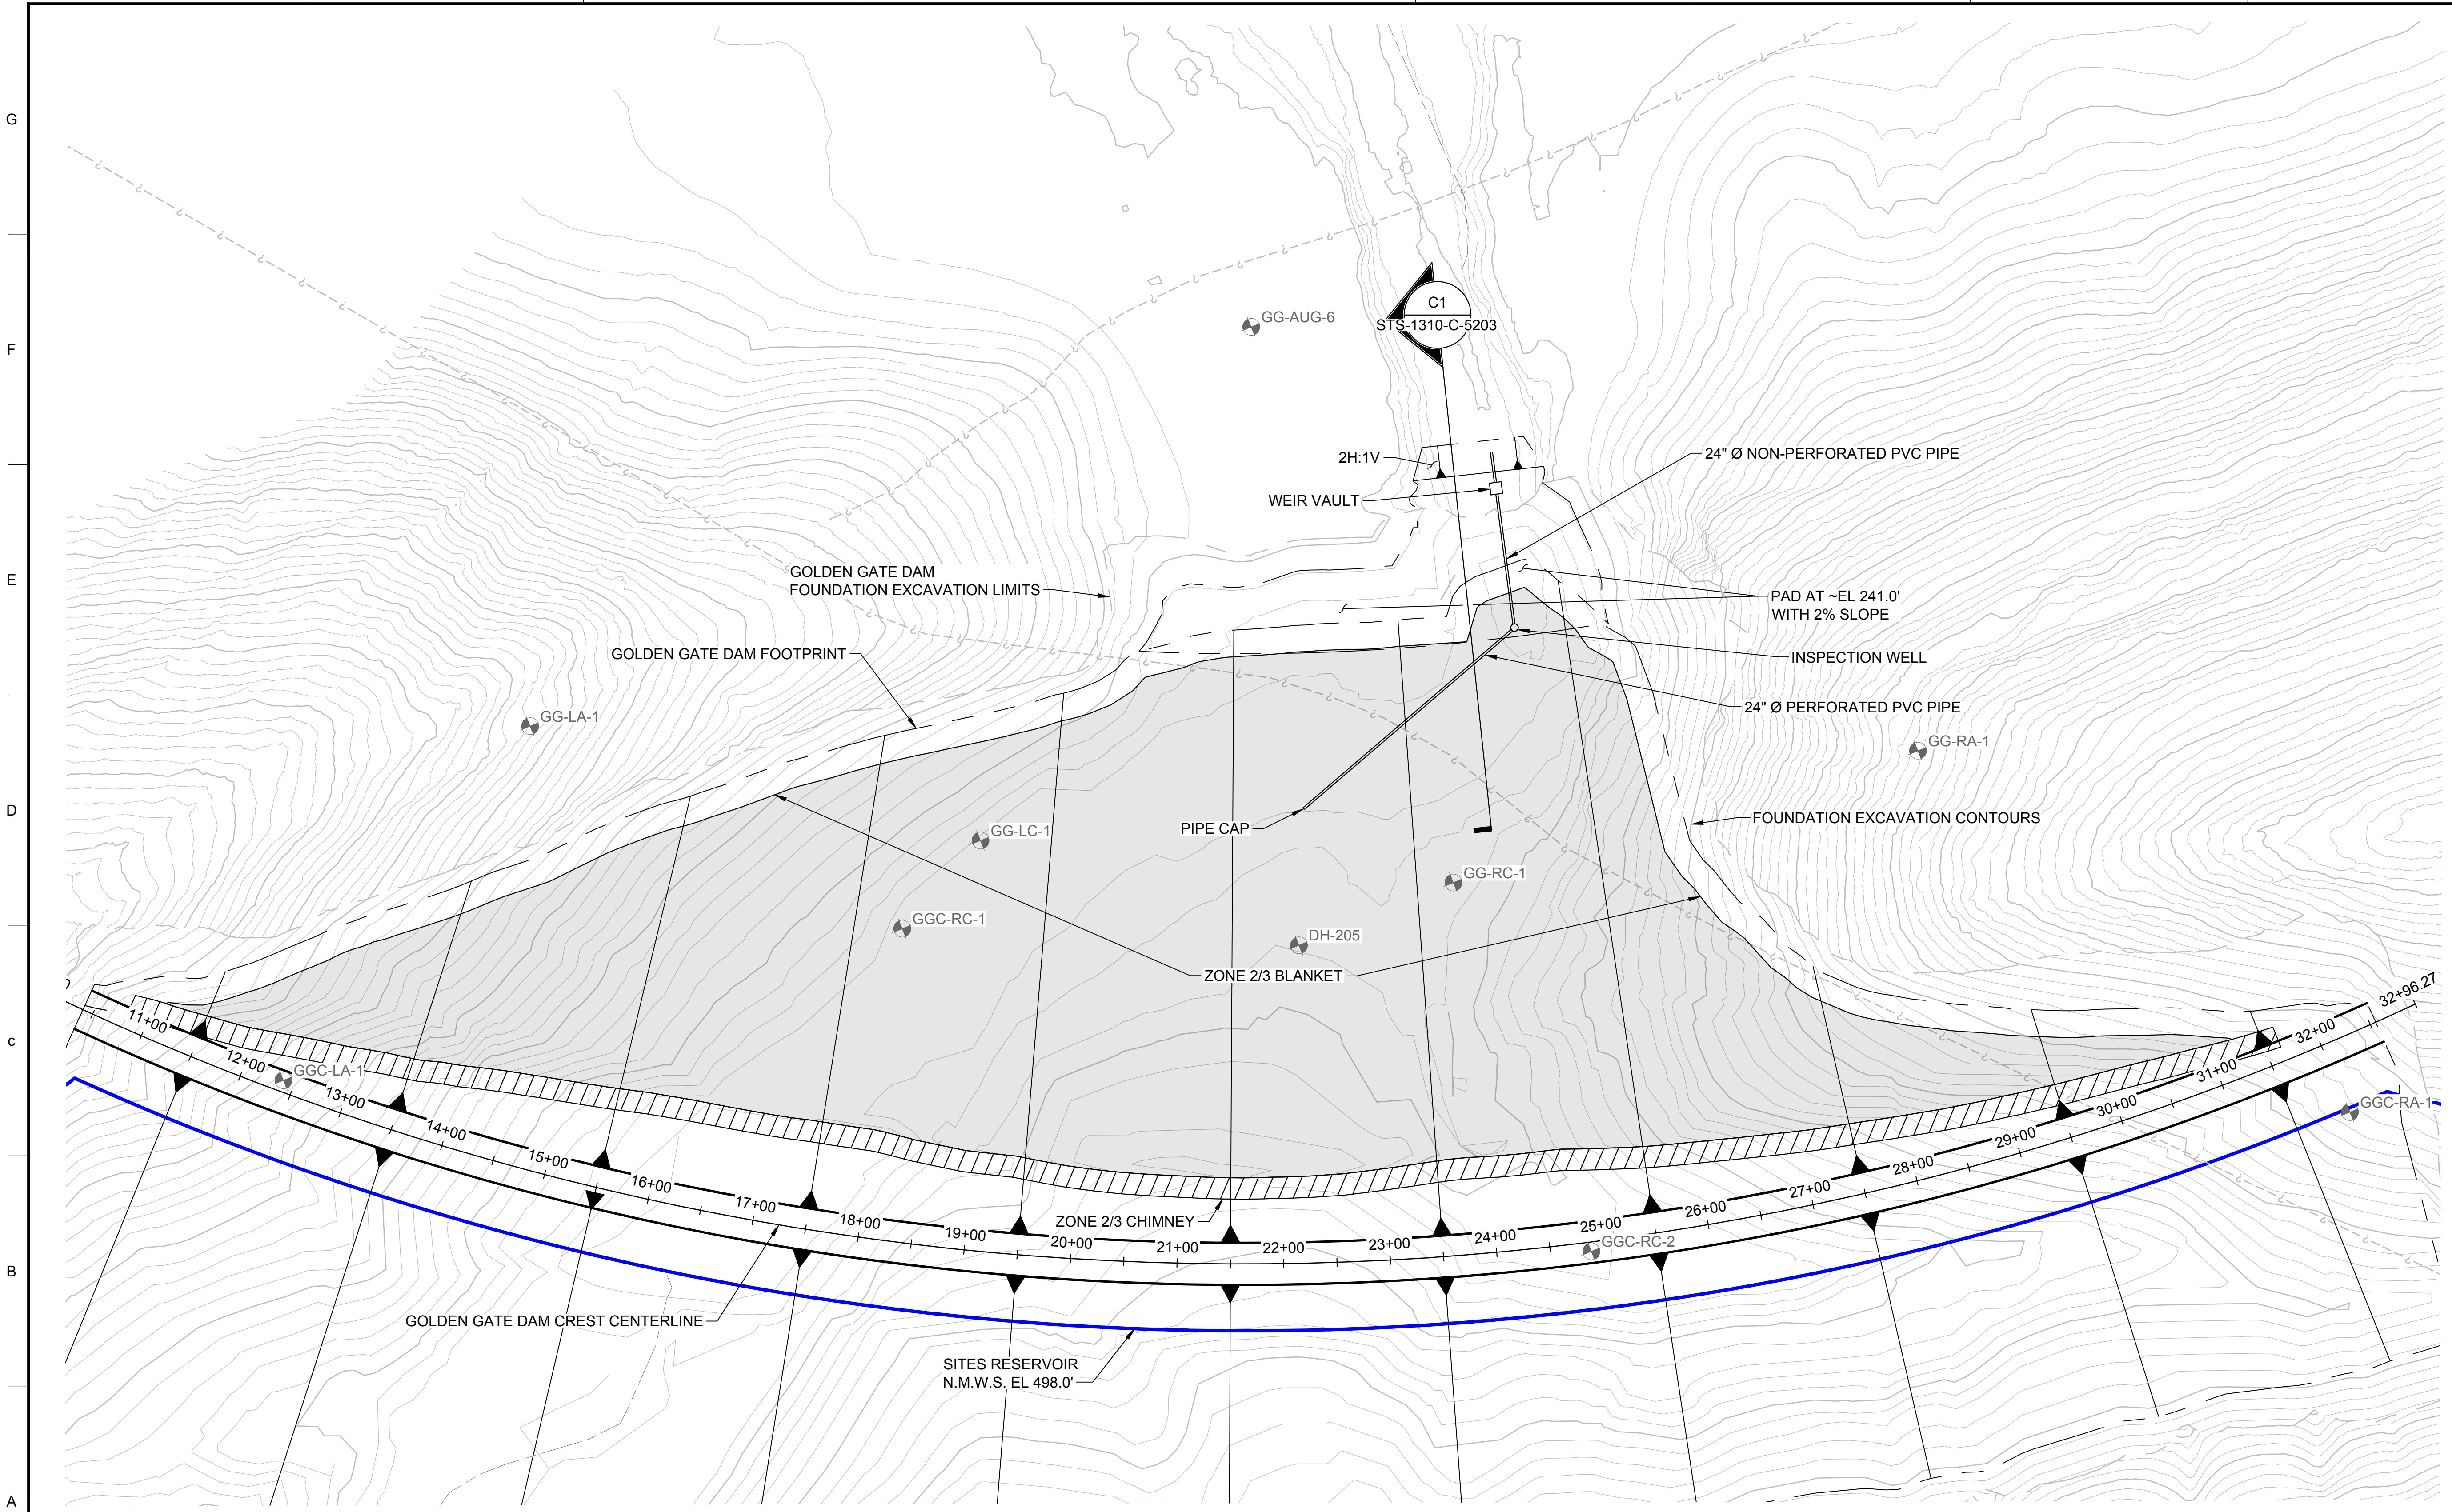 G
F
E
D
c
B
A
C1
STS-1310-C-5203
GG-AUG-6
2H:1V
24" Ø NON-PERFORATED PVC PIPE
WEIR VAULT
GOLDEN GATE DAM
FOUNDATION EXCAVATION LIMITS
PAD AT ~EL 241.0'
WITH 2% SLOPE
GOLDEN GATE DAM FOOTPRINT
INSPECTION WELL
24" Ø PERFORATED PVC PIPE
GG-LA-1
GG-RA-1
PIPE CAP
FOUNDATION EXCAVATION CONTOURS
GG-LC-1
GG-RC-1
GGC-RC-1
DH-205
ZONE 2/3 BLANKET
11+00
12+00
GGC-LA-1
13+00
14+00
15+00
16+00
17+00
18+00
19+00
20+00
21+00
22+00
23+00
24+00
25+00
26+00
27+00
28+00
29+00
30+00
31+00
32+00
32+96.27
GGC-RA-1
ZONE 2/3 CHIMNEY
GGC-RC-2
GOLDEN GATE DAM CREST CENTERLINE
SITES RESERVOIR
N.M.W.S. EL 498.0'